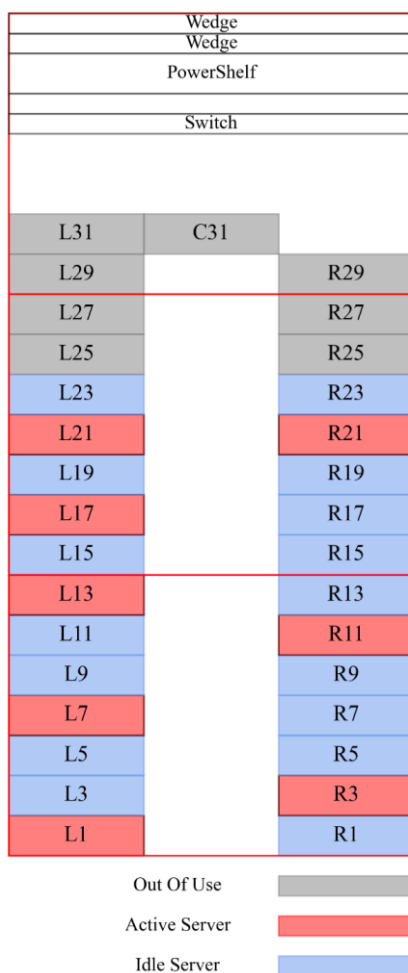 Wedge
Wedge
PowerShelf
Switch
L31 C31
L29 R29
L27 R27
L25 R25
L23 R23
L21 R21
L19 R19
L17 R17
L15 R15
L13 R13
L11 R11
L9 R9
L7 R7
L5 R5
L3 R3
L1 R1
Out Of Use
Active Server
Idle Server